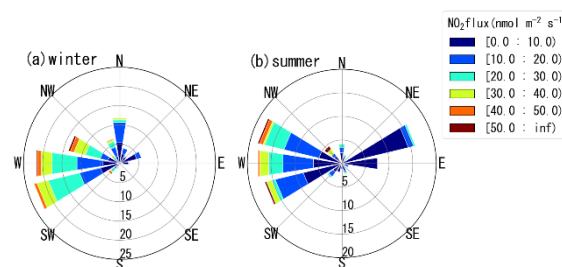 NO₂flux(nmol m⁻² s⁻¹
[0.0 : 10.0)
[10.0 : 20.0)
[20.0 : 30.0)
[30.0 : 40.0)
[40.0 : 50.0)
[50.0 : inf)
(a)winter
N
NE
E
SE
S
SW
W
NW
5
10
15
20
25
(b)summer
N
NE
E
SE
S
SW
W
NW
5
10
15
20